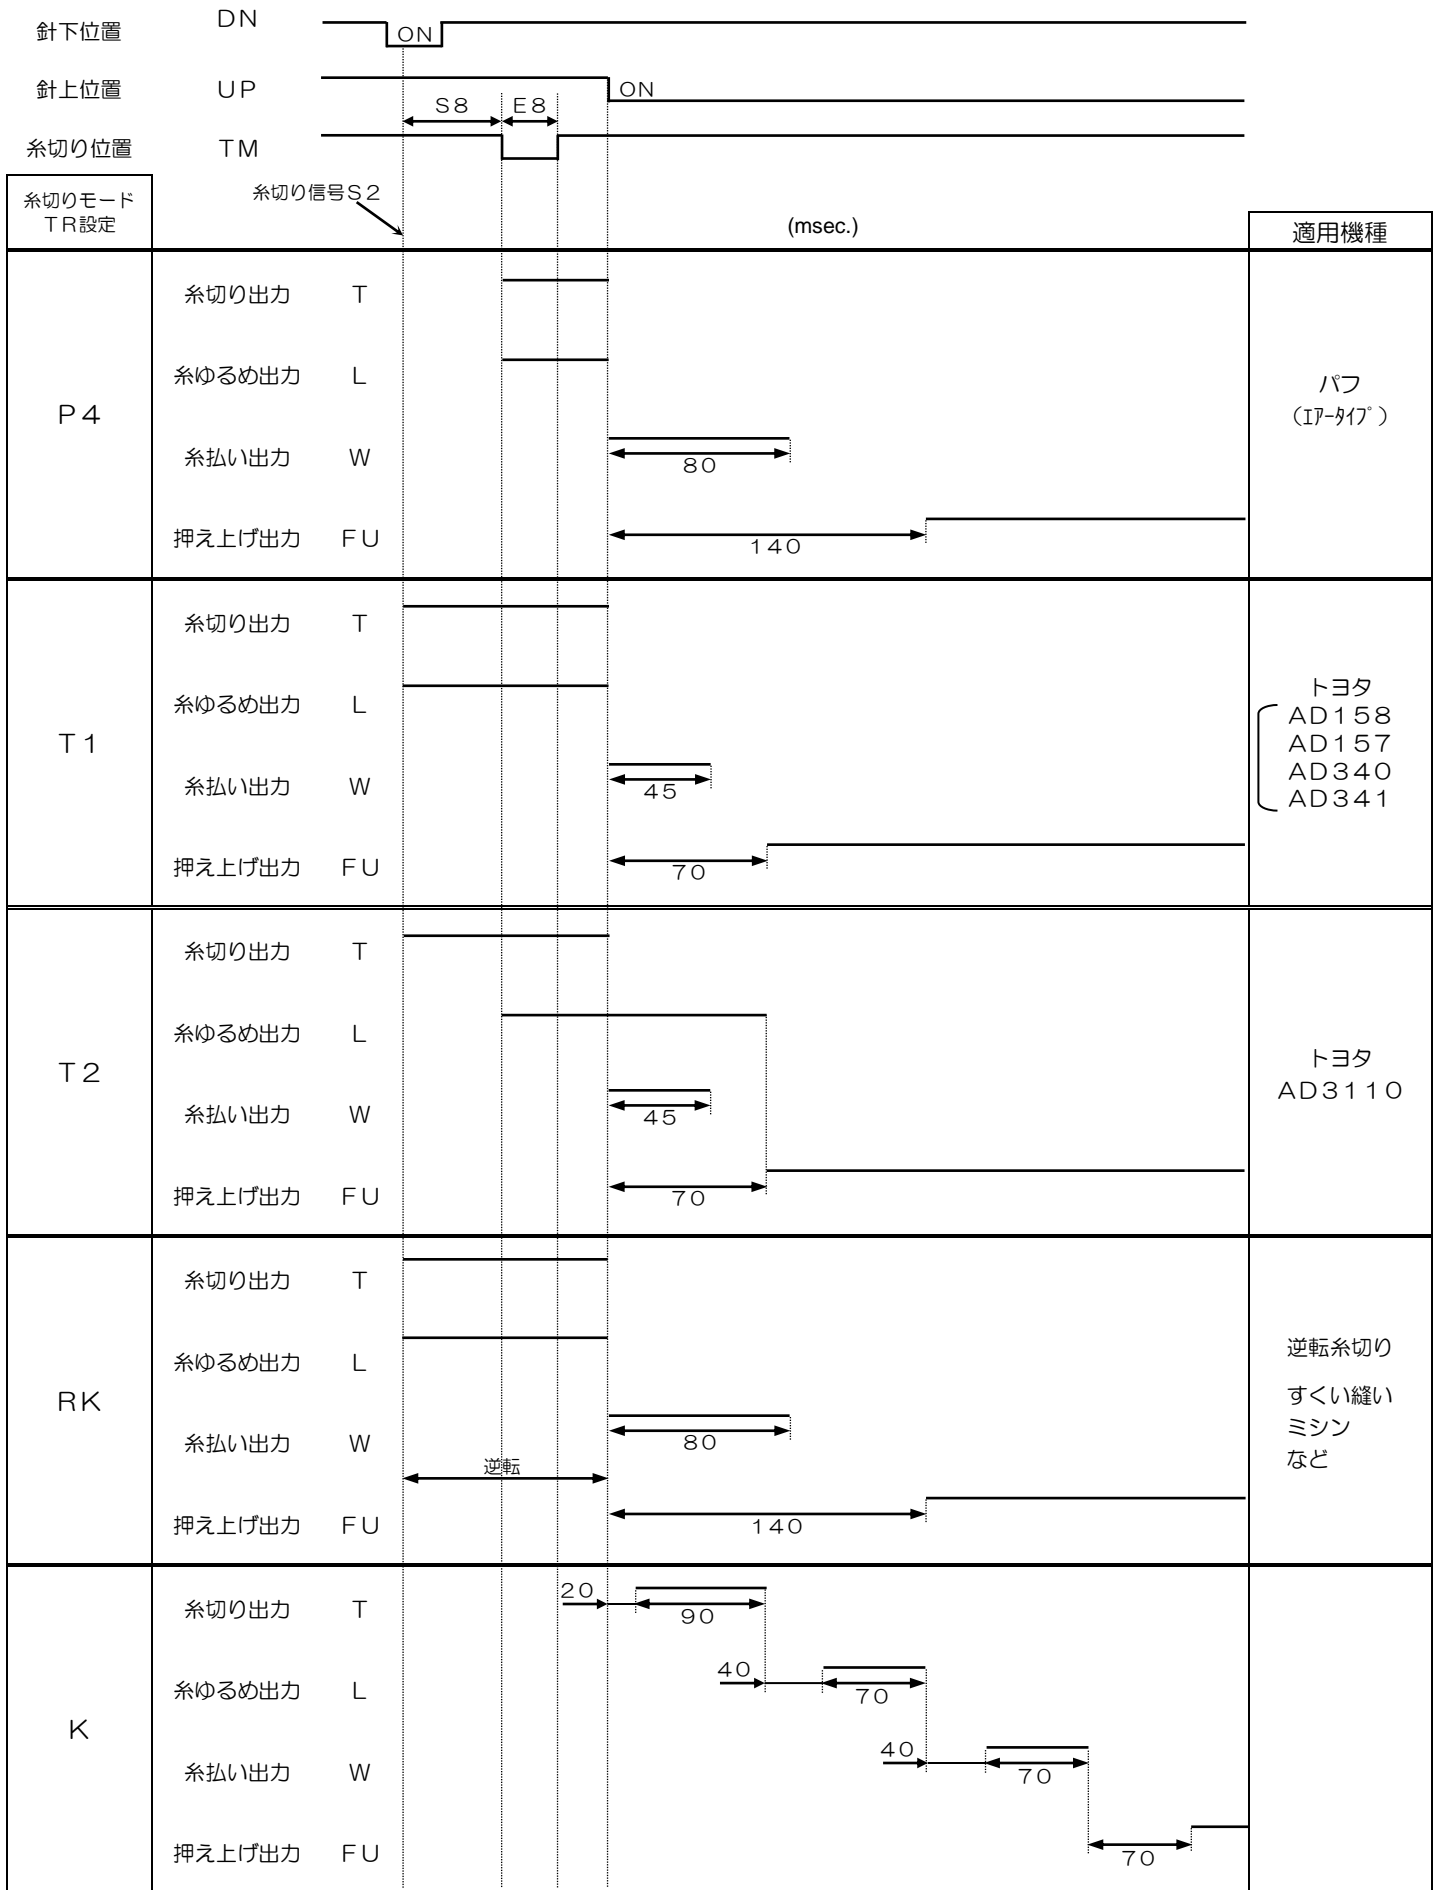 針下位置 ＤＮ ON
針上位置 ＵＰ ON
S8 E8
糸切り位置 ＴＭ
糸切りモード
ＴＲ設定
糸切り信号Ｓ２
(msec.)
適用機種
Ｐ４
糸切り出力 Ｔ
糸ゆるめ出力 Ｌ
糸払い出力 Ｗ
80
押え上げ出力 ＦＵ
140
パフ
（ｴｱｰﾀｲﾌﾟ）
Ｔ１
糸切り出力 Ｔ
糸ゆるめ出力 Ｌ
糸払い出力 Ｗ
45
押え上げ出力 ＦＵ
70
トヨタ
ＡＤ１５８
ＡＤ１５７
ＡＤ３４０
ＡＤ３４１
Ｔ２
糸切り出力 Ｔ
糸ゆるめ出力 Ｌ
糸払い出力 Ｗ
45
押え上げ出力 ＦＵ
70
トヨタ
ＡＤ３１１０
ＲＫ
糸切り出力 Ｔ
糸ゆるめ出力 Ｌ
糸払い出力 Ｗ
80
逆転
押え上げ出力 ＦＵ
140
逆転糸切り
すくい縫い
ミシン
など
Ｋ
糸切り出力 Ｔ
20
90
糸ゆるめ出力 Ｌ
40
70
糸払い出力 Ｗ
40
70
押え上げ出力 ＦＵ
70